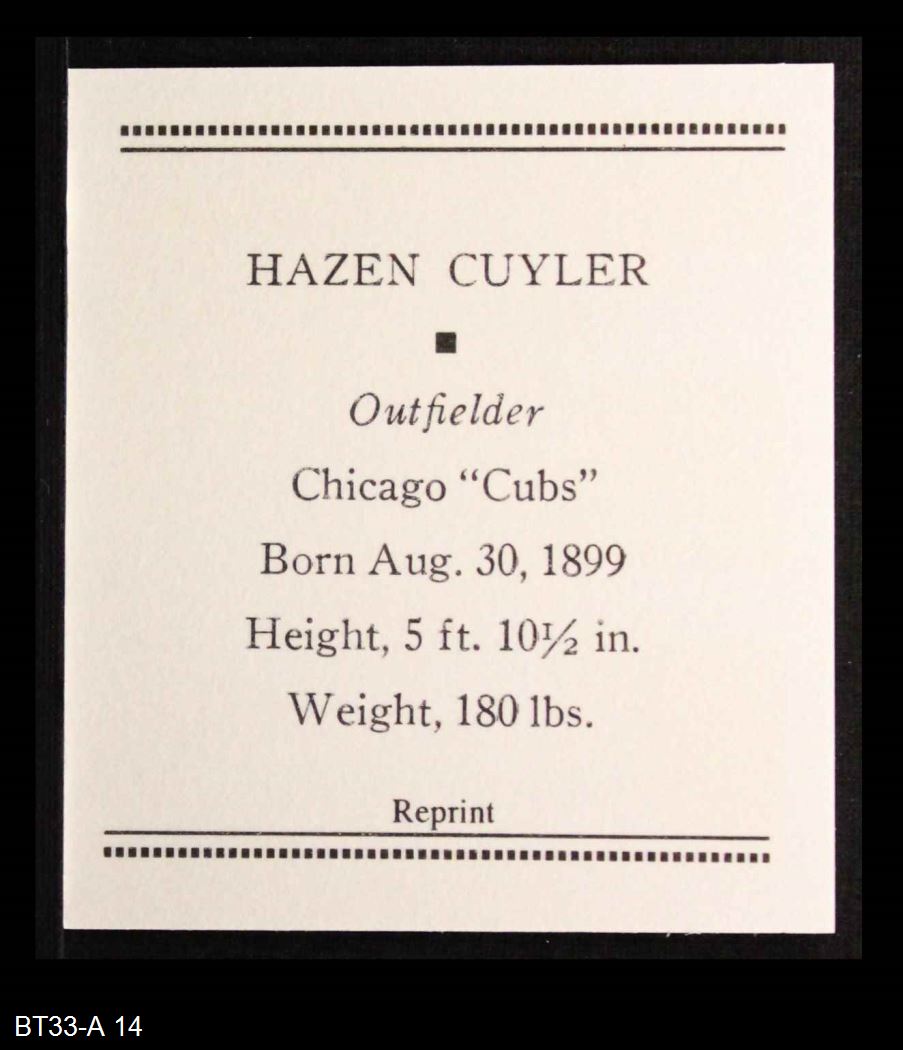 HAZEN CUYLER
Outfielder
Chicago “Cubs”
Born Aug. 30, 1899
Height, 5 ft. 10½ in.
Weight, 180 lbs.
Reprint
BT33-A 14